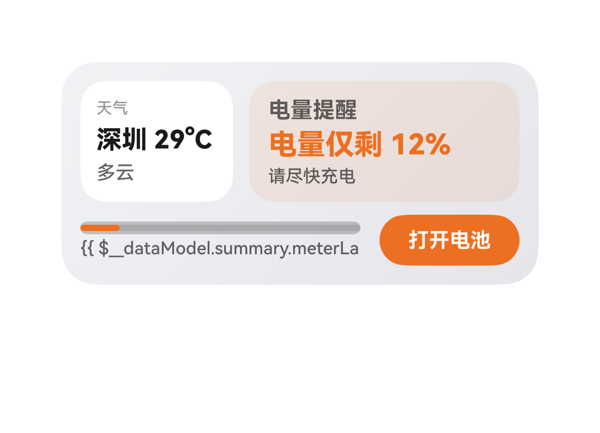 天气
深圳 29°C
多云
电量提醒
电量仅剩 12%
请尽快充电
{{ $__dataModel.summary.meterLa
打开电池